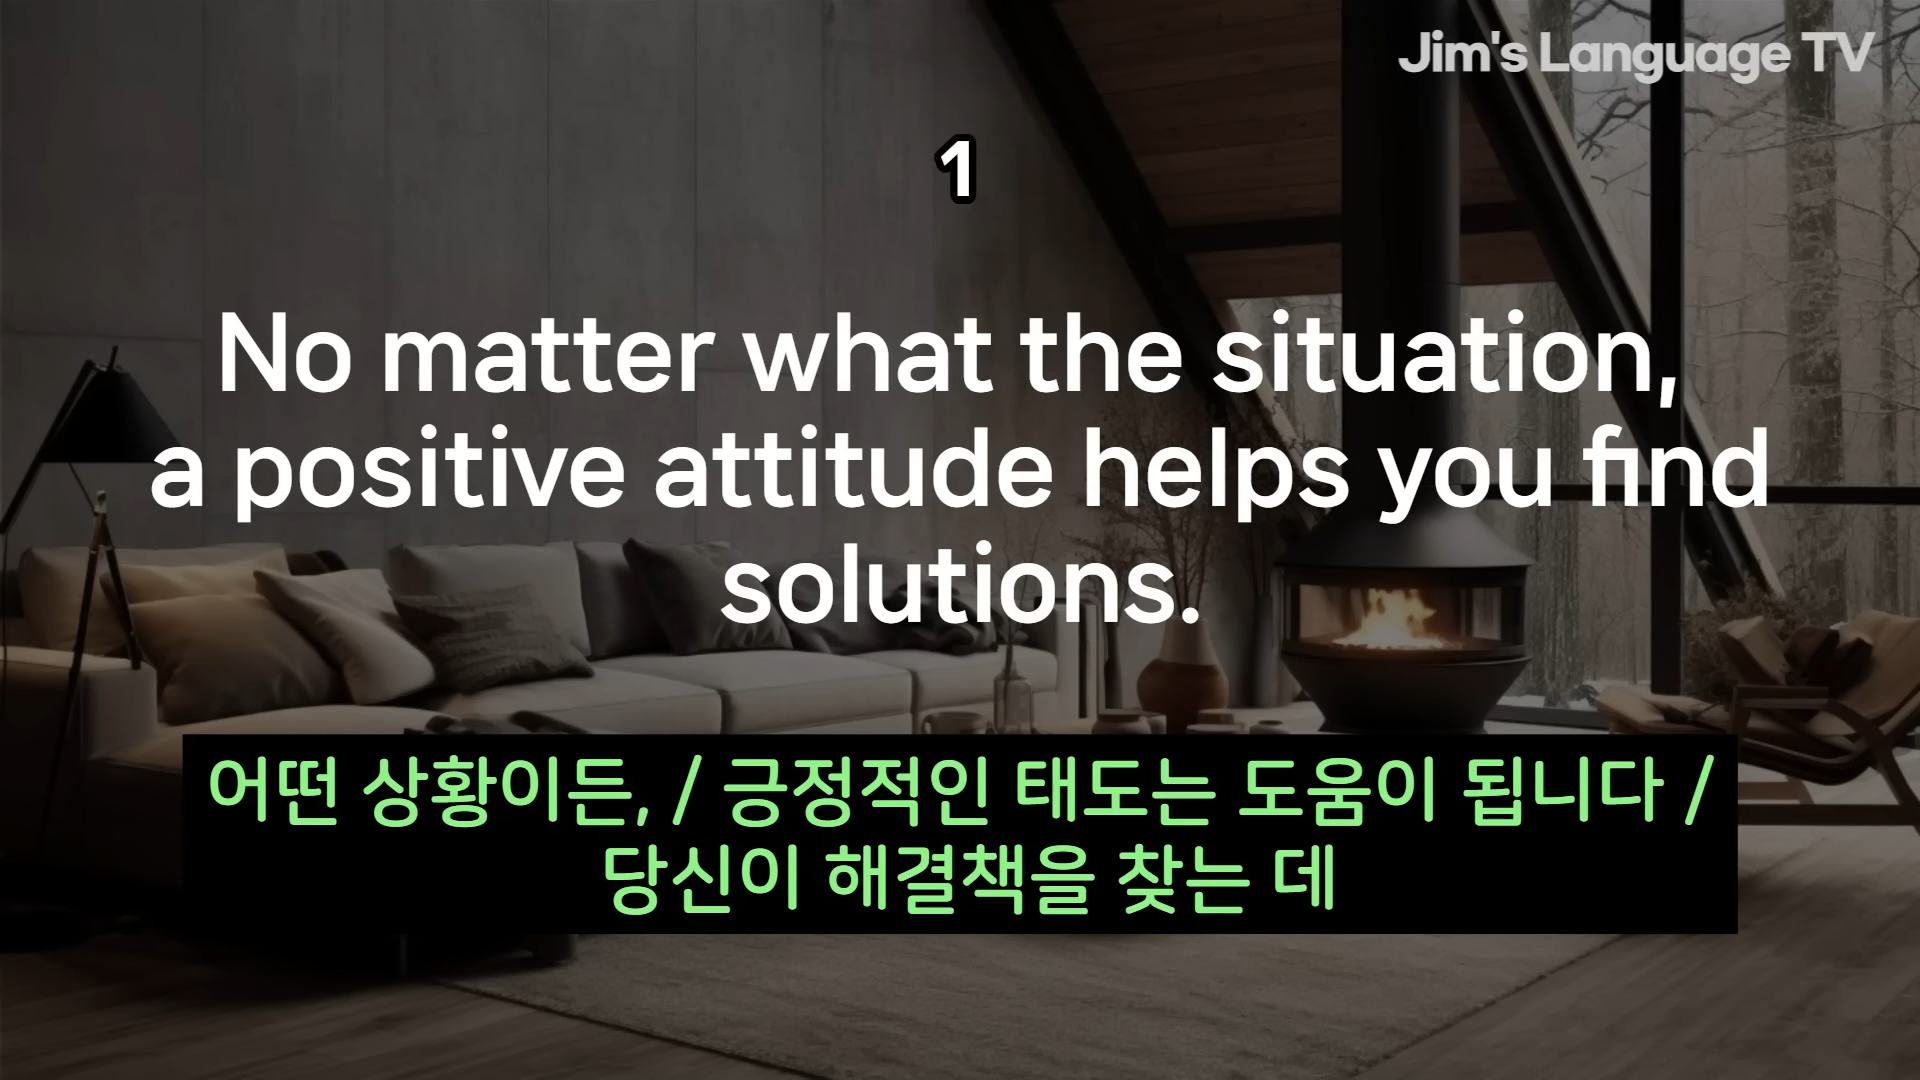 Jim's Language TV
1
No matter what the situation,
a positive attitude helps you find
solutions.
어떤 상황이든, / 긍정적인 태도는 도움이 됩니다 /
당신이 해결책을 찾는 데